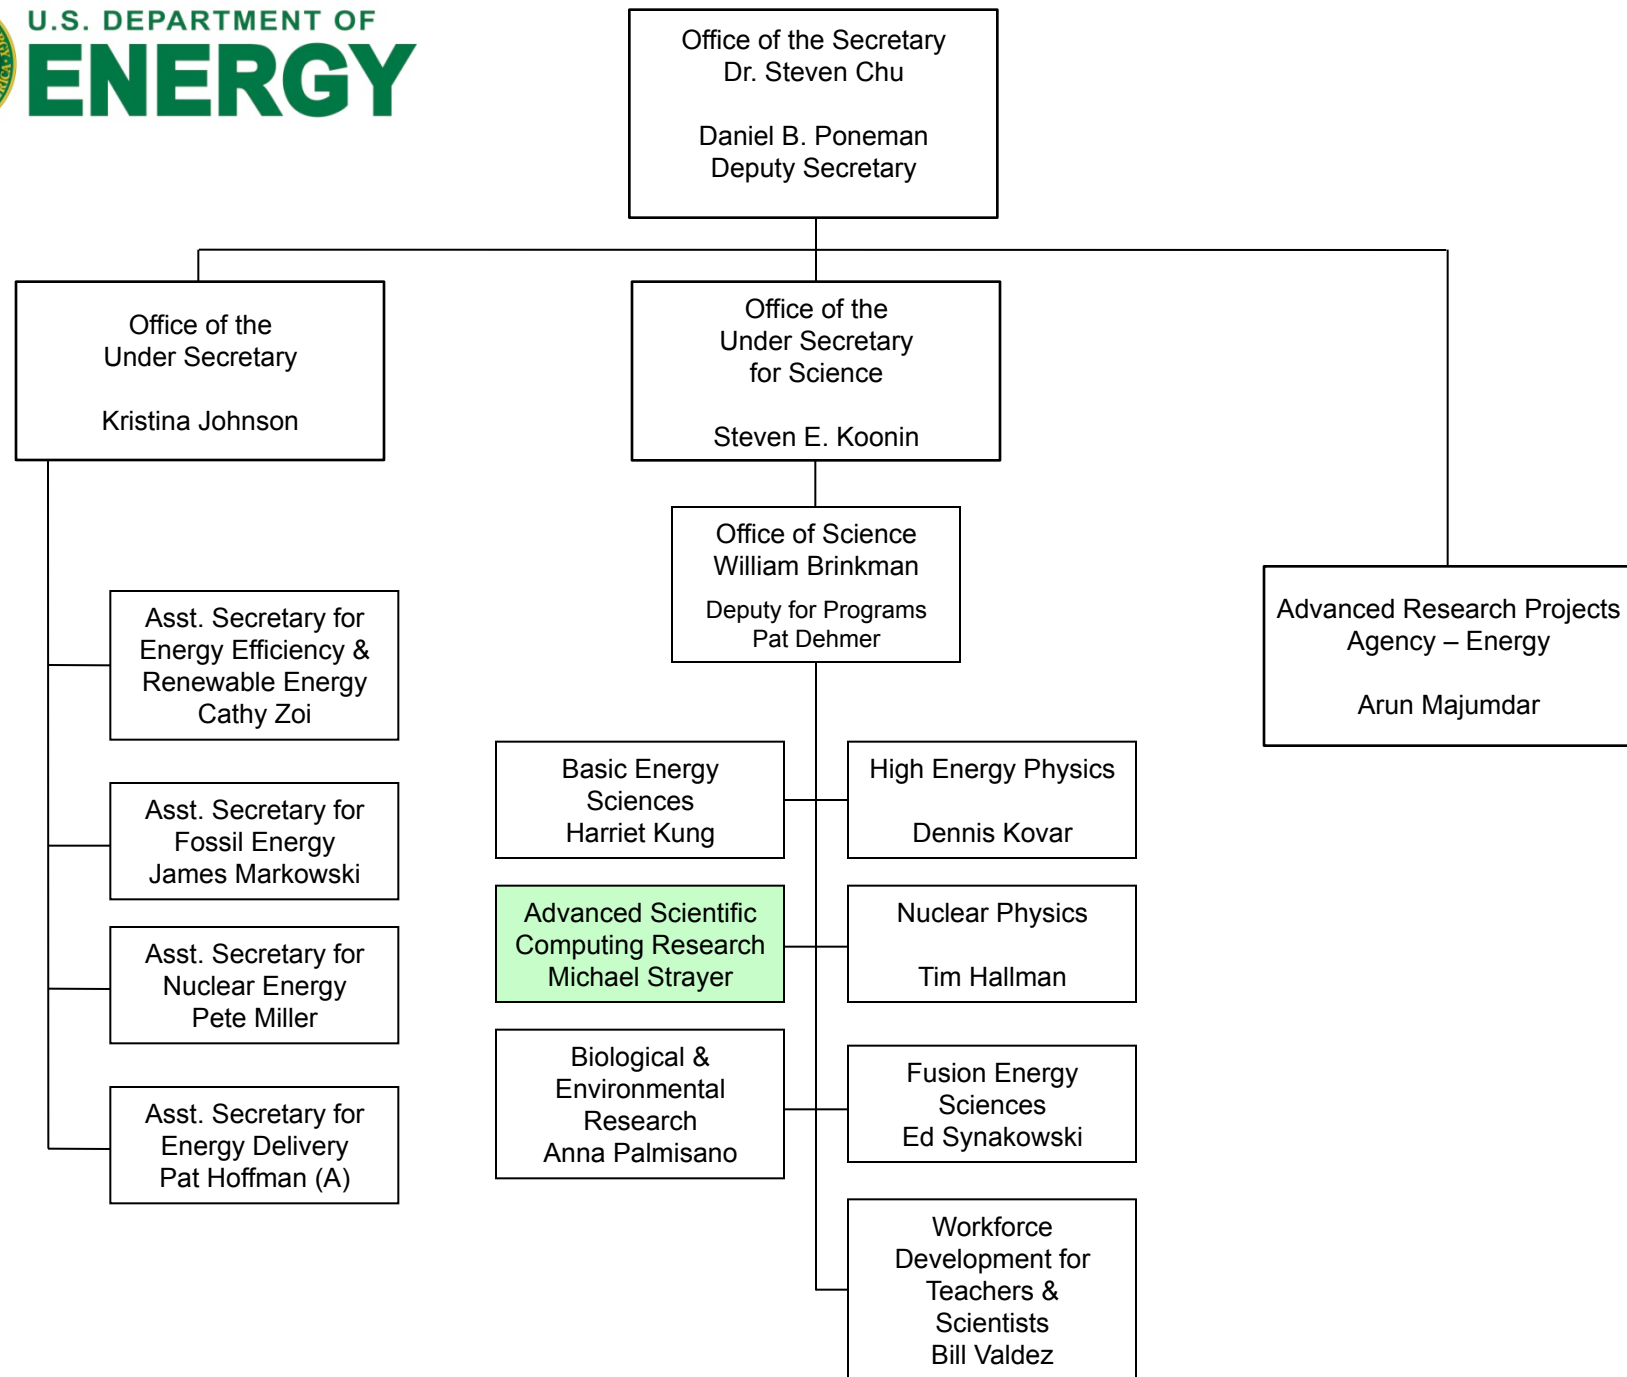 U.S. DEPARTMENT OF
ENERGY
Office of the Secretary
Dr. Steven Chu
Daniel B. Poneman
Deputy Secretary
Office of the
Under Secretary
Kristina Johnson
Office of the
Under Secretary
for Science
Steven E. Koonin
Office of Science
William Brinkman
Deputy for Programs
Pat Dehmer
Advanced Research Projects
Agency – Energy
Arun Majumdar
Asst. Secretary for
Energy Efficiency &
Renewable Energy
Cathy Zoi
Asst. Secretary for
Fossil Energy
James Markowski
Asst. Secretary for
Nuclear Energy
Pete Miller
Asst. Secretary for
Energy Delivery
Pat Hoffman (A)
Basic Energy
Sciences
Harriet Kung
High Energy Physics
Dennis Kovar
Advanced Scientific
Computing Research
Michael Strayer
Nuclear Physics
Tim Hallman
Biological &
Environmental
Research
Anna Palmisano
Fusion Energy
Sciences
Ed Synakowski
Workforce
Development for
Teachers &
Scientists
Bill Valdez